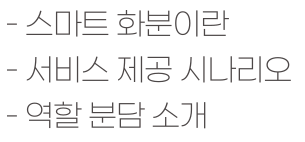 - 스마트 화분이란
- 서비스 제공 시나리오
- 역할 분담 소개